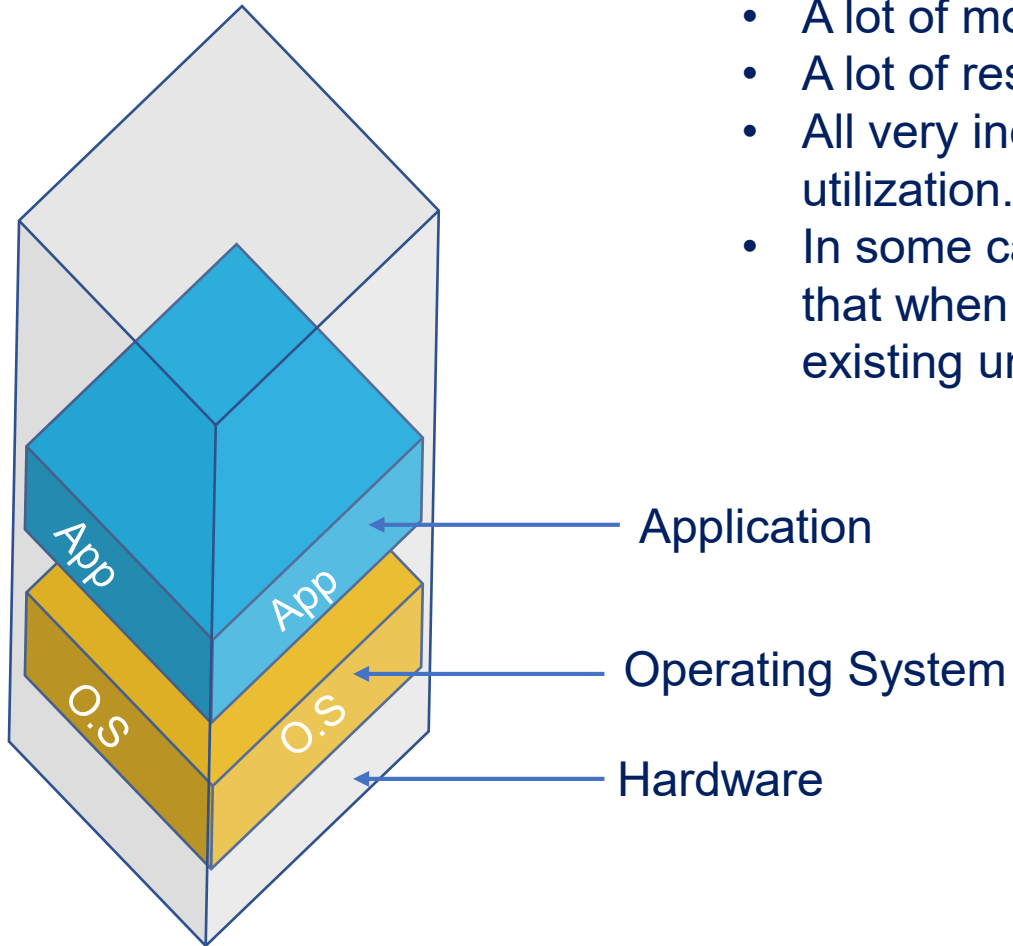 • A lot of
• A lot of
• All very
utilization.
• In some
that when
existing
Application
App
App
Operating System
O.S
O.S
Hardware